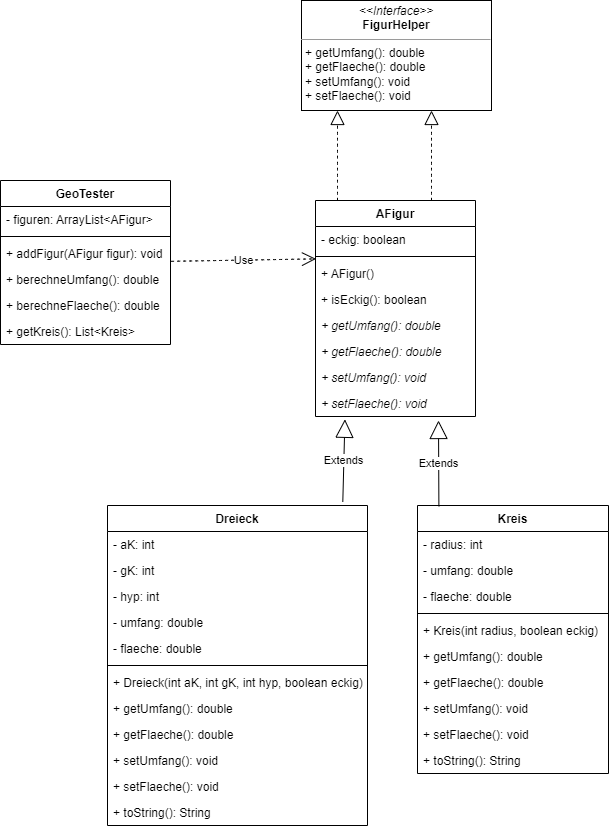 <<Interface>>
FigurHelper
+ getUmfang(): double
+ getFlaeche(): double
+ setUmfang(): void
+ setFlaeche(): void
GeoTester
- figuren: ArrayList<AFigur>
+ addFigur(AFigur figur): void
+ berechneUmfang(): double
+ berechneFlaeche(): double
+ getKreis(): List<Kreis>
Use
AFigur
- eckig: boolean
+ AFigur()
+ isEckig(): boolean
+ getUmfang(): double
+ getFlaeche(): double
+ setUmfang(): void
+ setFlaeche(): void
Extends
Extends
Dreieck
- aK: int
- gK: int
- hyp: int
- umfang: double
- flaeche: double
+ Dreieck(int aK, int gK, int hyp, boolean eckig)
+ getUmfang(): double
+ getFlaeche(): double
+ setUmfang(): void
+ setFlaeche(): void
+ toString(): String
Kreis
- radius: int
- umfang: double
- flaeche: double
+ Kreis(int radius, boolean eckig)
+ getUmfang(): double
+ getFlaeche(): double
+ setUmfang(): void
+ setFlaeche(): void
+ toString(): String